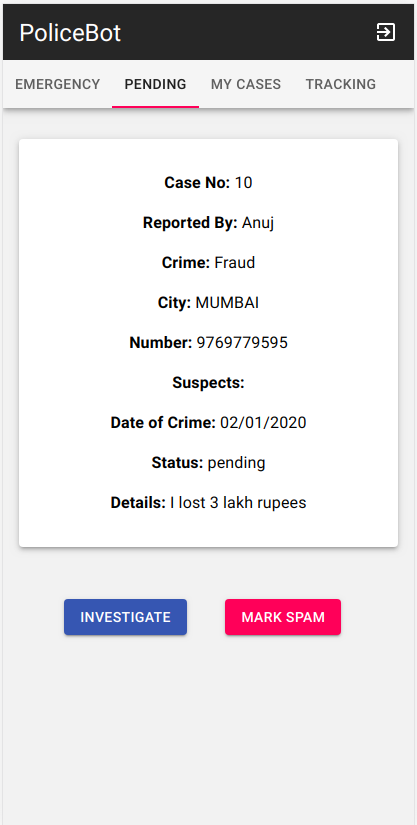 PoliceBot
EMERGENCY PENDING MY CASES TRACKING
Case No: 10
Reported By: Anuj
Crime: Fraud
City: MUMBAI
Number: 9769779595
Suspects:
Date of Crime: 02/01/2020
Status: pending
Details: I lost 3 lakh rupees
INVESTIGATE MARK SPAM